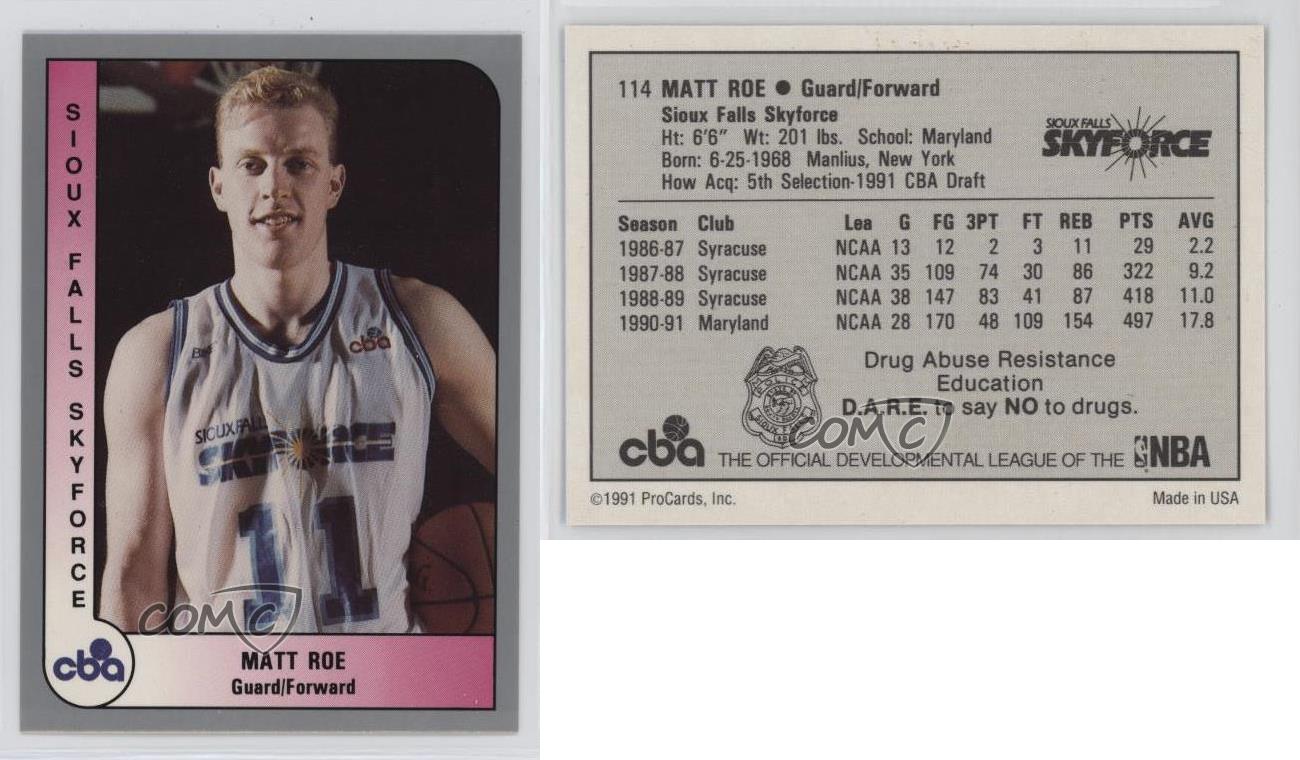 SIOUX FALLS SKYFORCE
cba
SIOUX FALLS
SKYFORCE
11
COMC
cba
MATT ROE
Guard/Forward
114 MATT ROE ● Guard/Forward
Sioux Falls Skyforce
Ht: 6'6" Wt: 201 lbs. School: Maryland
Born: 6-25-1968 Manlius, New York
How Acq: 5th Selection-1991 CBA Draft
SIOUX FALLS
SKYFORCE
Season Club Lea G FG 3PT FT REB PTS AVG
1986-87 Syracuse NCAA 13 12 2 3 11 29 2.2
1987-88 Syracuse NCAA 35 109 74 30 86 322 9.2
1988-89 Syracuse NCAA 38 147 83 41 87 418 11.0
1990-91 Maryland NCAA 28 170 48 109 154 497 17.8
POLICE
SIOUX FALLS
Drug Abuse Resistance
Education
D.A.R.E. to say NO to drugs.
COMC
cba THE OFFICIAL DEVELOPMENTAL LEAGUE OF THE NBA
©1991 ProCards, Inc. Made in USA